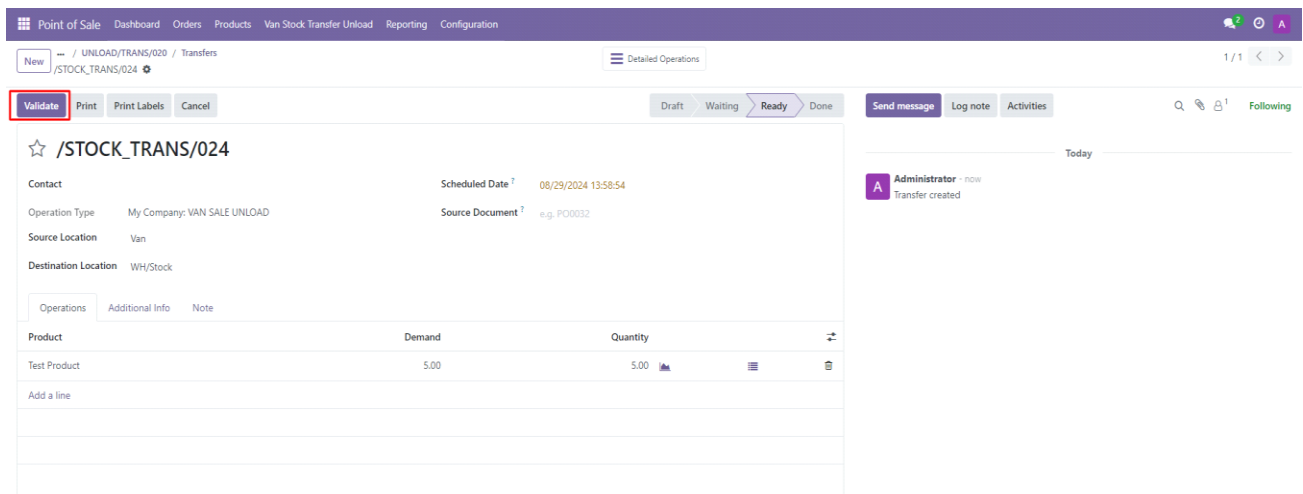 Point of Sale Dashboard Orders Products Van Stock Transfer Unload Reporting Configuration 2 A
New ... / UNLOAD/TRANS/020 / Transfers
/STOCK_TRANS/024
Detailed Operations
1 / 1
Validate Print Print Labels Cancel
Draft Waiting Ready Done
Send message Log note Activities 1 Following
/STOCK_TRANS/024
Contact
Scheduled Date ? 08/29/2024 13:58:54
Operation Type My Company: VAN SALE UNLOAD
Source Document ? e.g. PO0032
Source Location Van
Destination Location WH/Stock
Operations Additional Info Note
Product Demand Quantity
Test Product 5.00 5.00
Add a line
Today
A Administrator - now
Transfer created